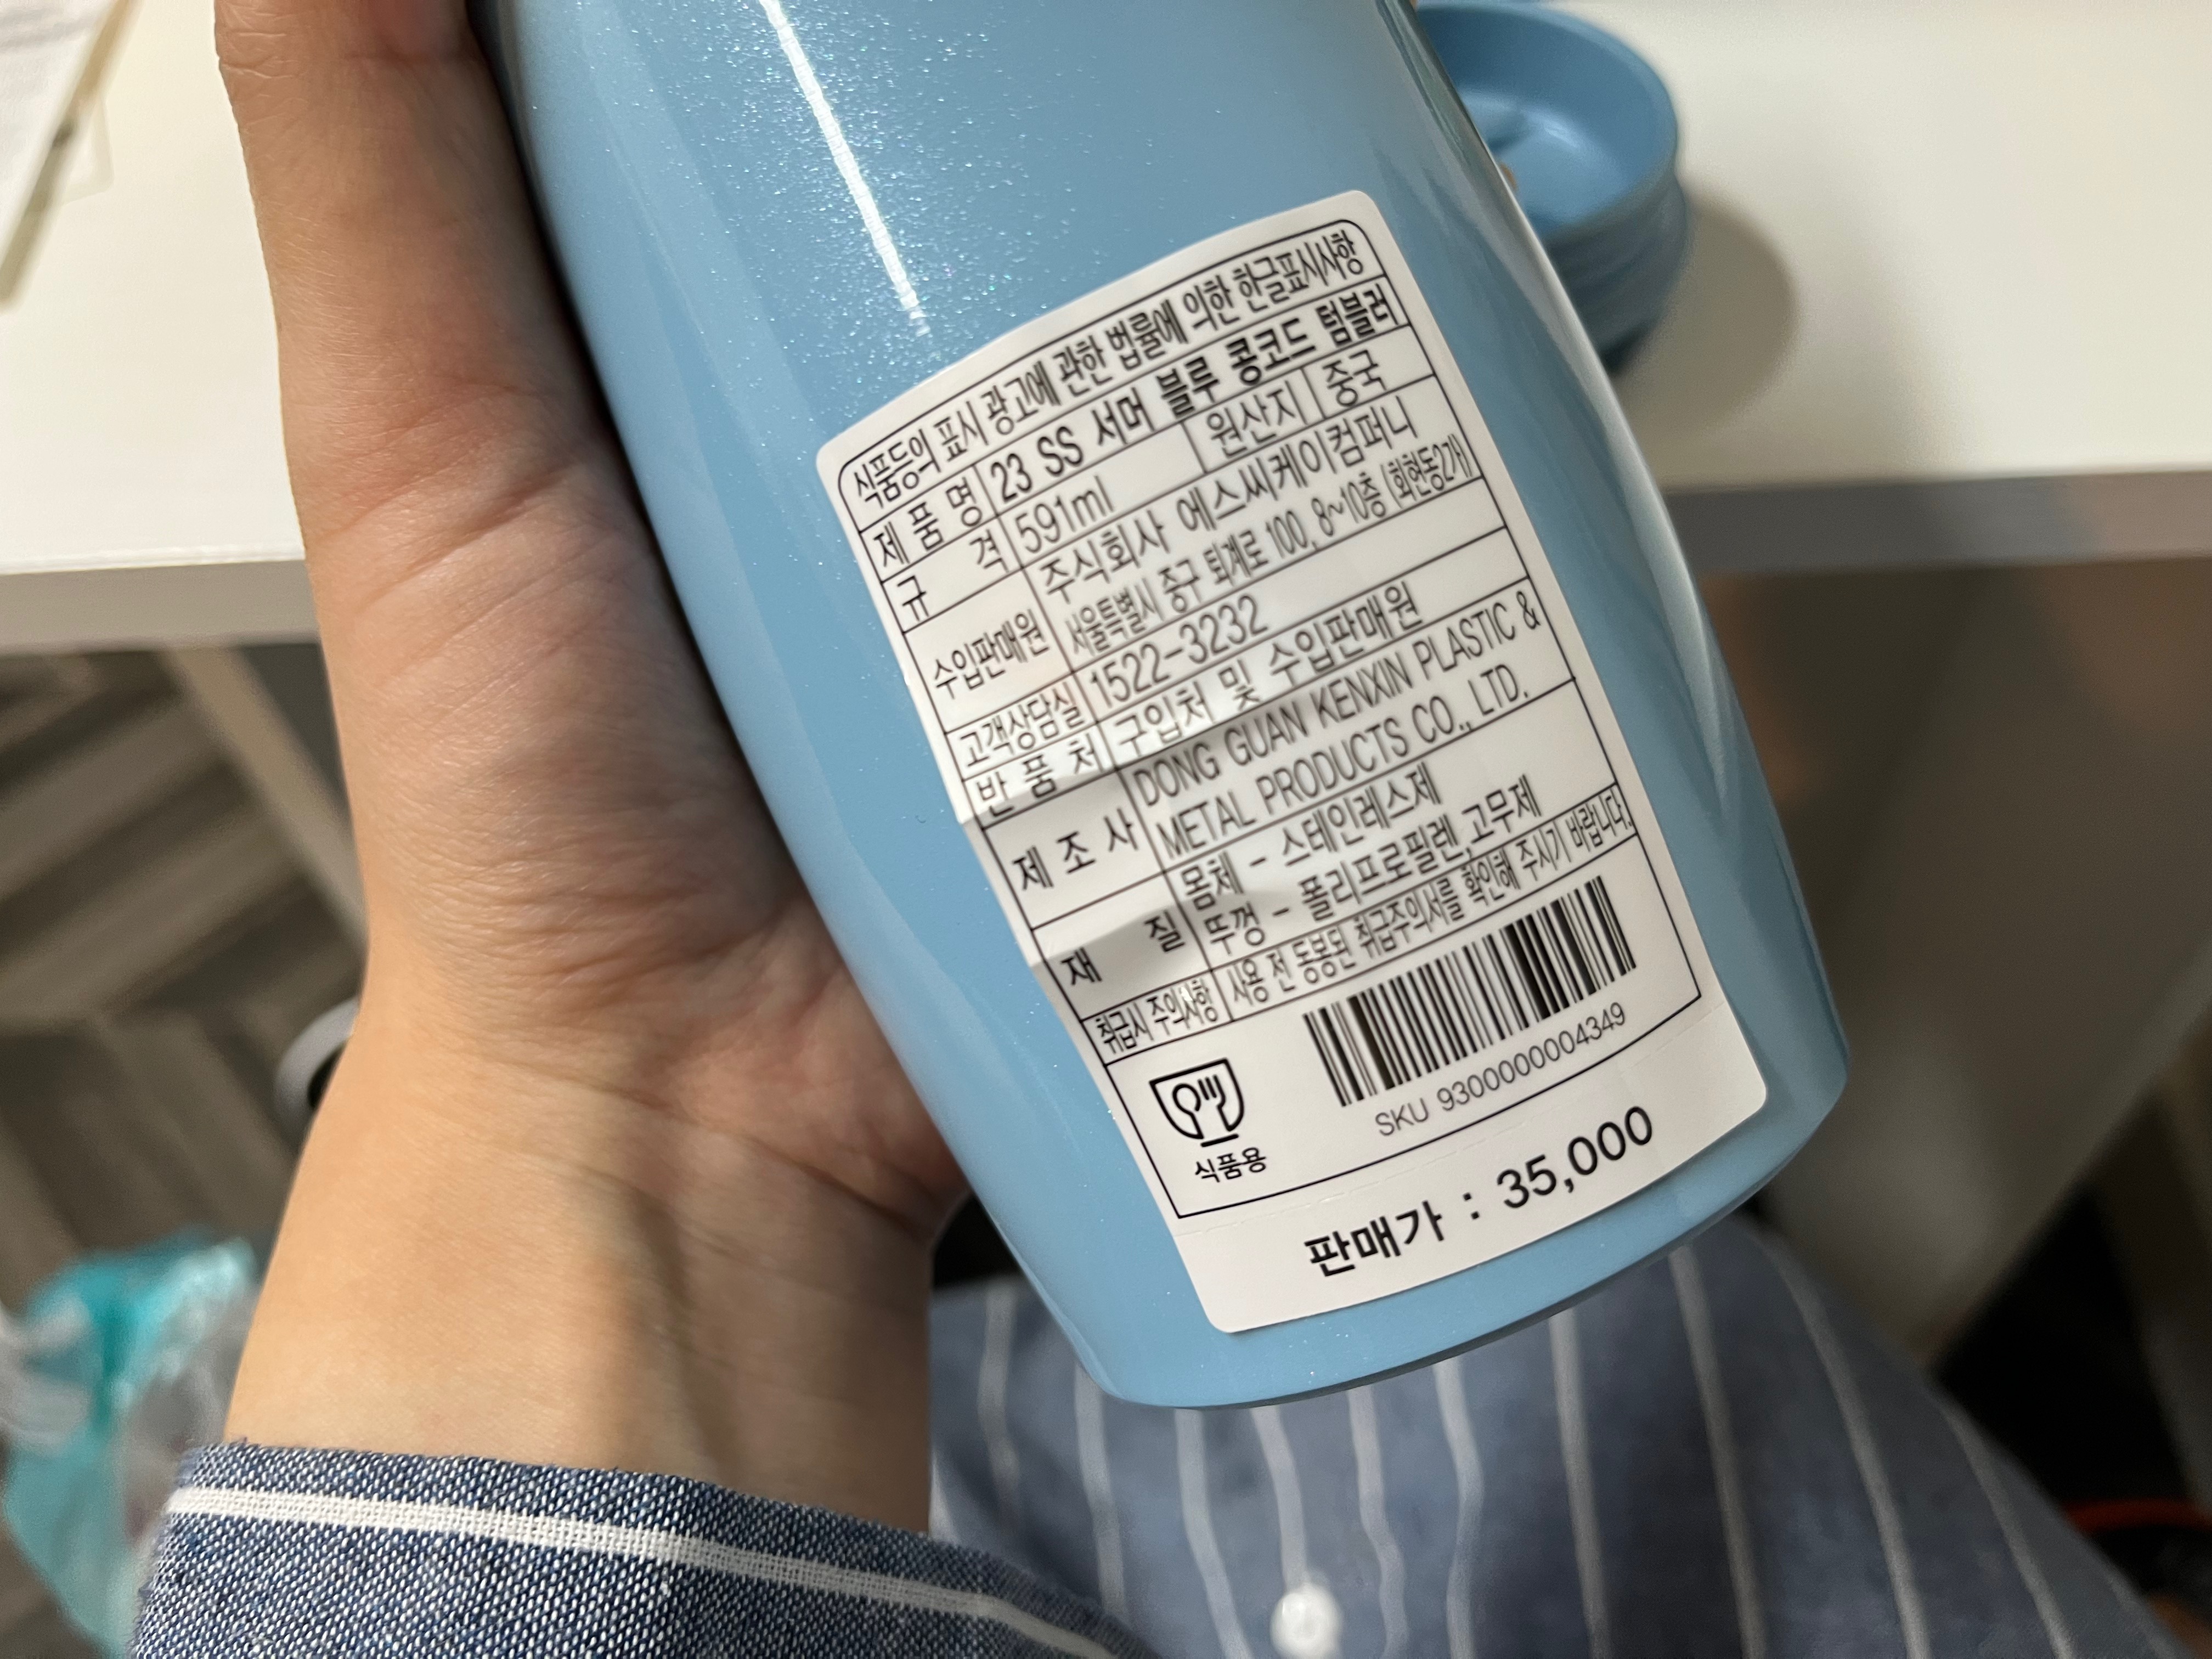 식품등의 표시 광고에 관한 법률에 의한 한글표시사항
제 품 명 23 SS 서머 블루 콩코드 텀블러
규 격 591ml 원산지 중국
수입판매원 주식회사 에스씨케이컴퍼니
서울특별시 중구 퇴계로 100, 8~10층 (회현동2가)
고객상담실 1522-3232
반 품 처 구입처 및 수입판매원
제 조 사 DONG GUAN KENXIN PLASTIC &
METAL PRODUCTS CO., LTD.
재 질 몸체 - 스테인레스제
뚜껑 - 폴리프로필렌,고무제
취급시 주의사항 사용 전 동봉된 취급주의서를 확인해 주시기 바랍니다.
식품용
SKU 9300000004349
판매가 : 35,000